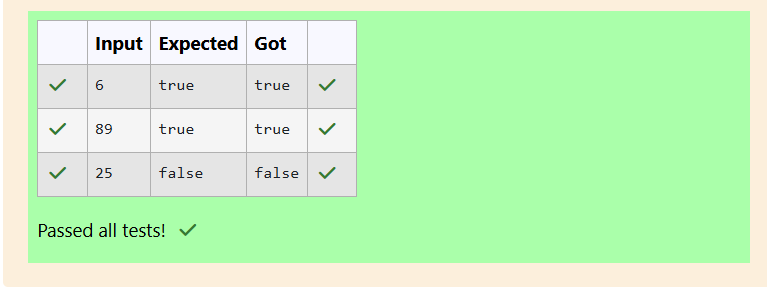 Input Expected Got
6 true true
89 true true
25 false false
Passed all tests!